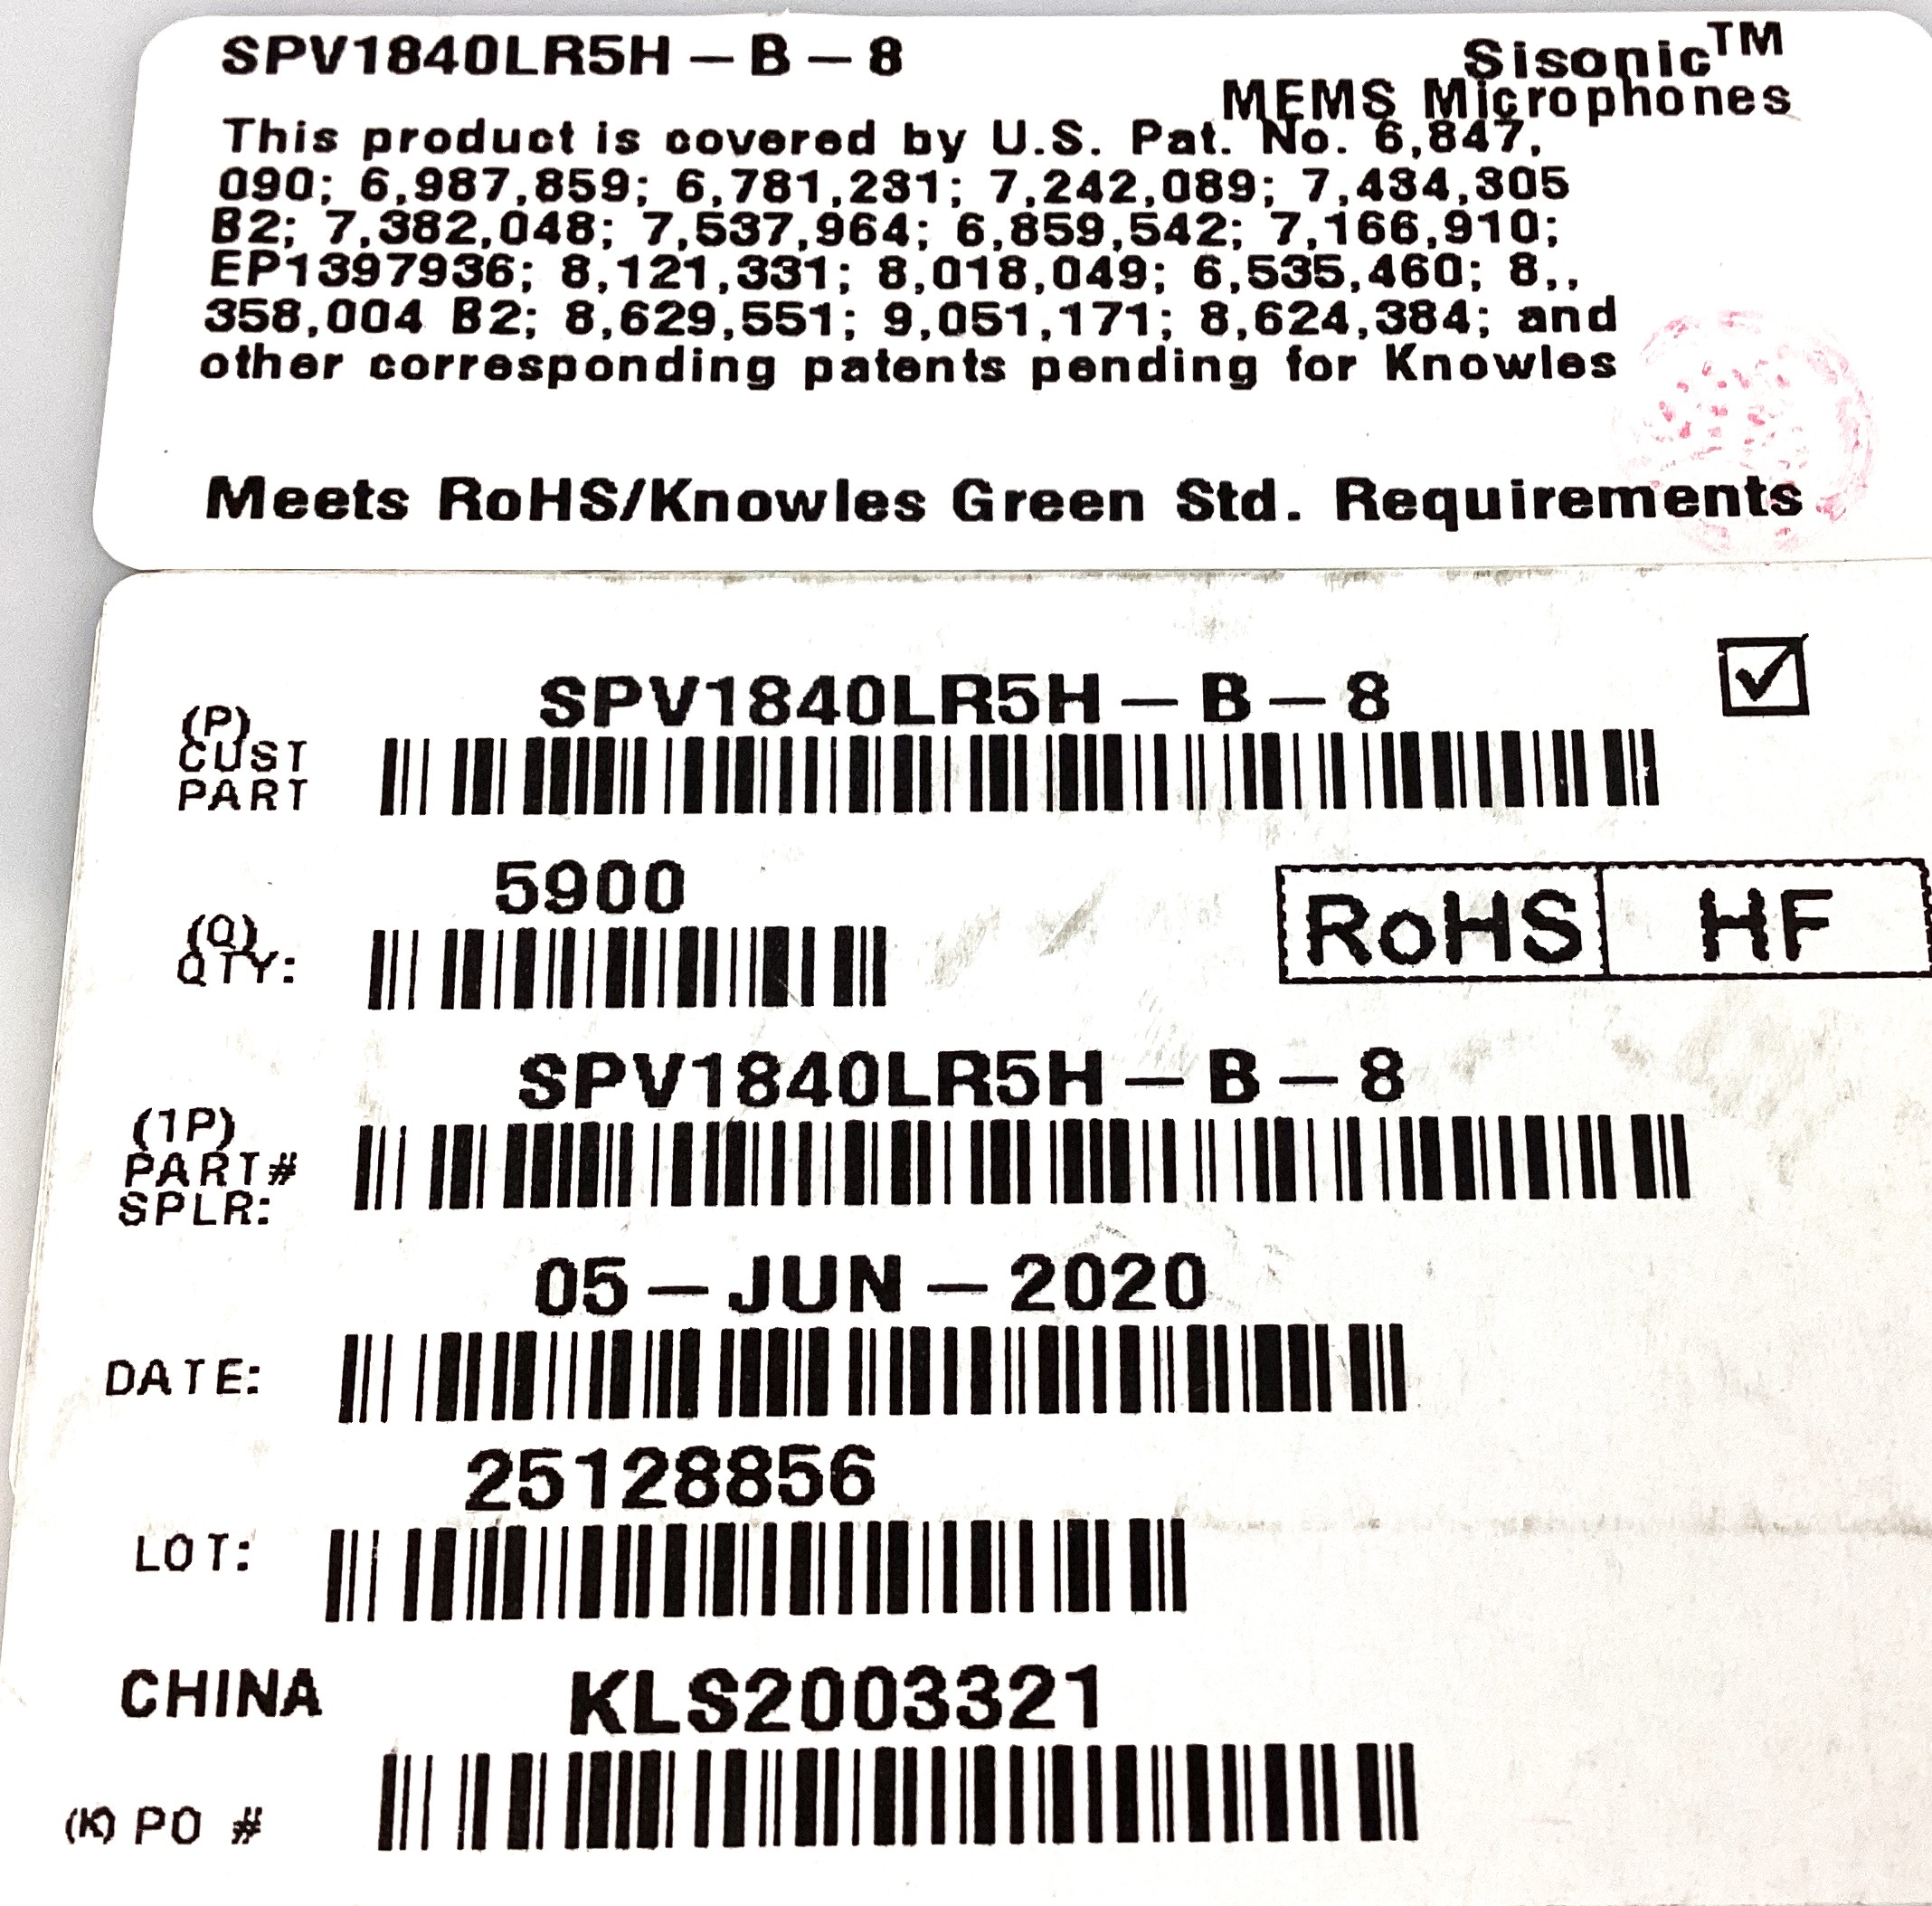 SPV1840LR5H-B-8
Sisonic™
MEMS Microphones
This product is covered by U.S. Pat. No. 6,847,
090; 6,987,859; 6,781,231; 7,242,089; 7,434,305
B2; 7,382,048; 7,537,964; 6,859,542; 7,166,910;
EP1397936; 8,121,331; 8,018,049; 6,535,460; 8,,
358,004 B2; 8,629,551; 9,051,171; 8,624,384; and
other corresponding patents pending for Knowles
Meets RoHS/Knowles Green Std. Requirements
SPV1840LR5H-B-8
(P)
CUST
PART
5900
(Q)
QTY:
RoHS HF
SPV1840LR5H-B-8
(1P)
PART#
SPLR:
05-JUN-2020
DATE:
25128856
LOT:
CHINA KLS2003321
(K) PO #